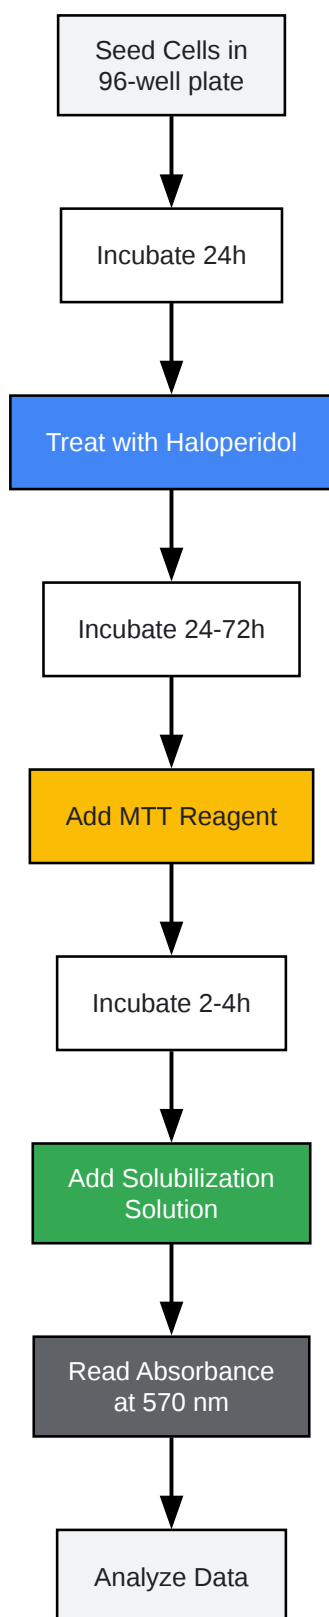 Seed Cells in
96-well plate
Incubate 24h
Treat with Haloperidol
Incubate 24-72h
Add MTT Reagent
Incubate 2-4h
Add Solubilization
Solution
Read Absorbance
at 570 nm
Analyze Data